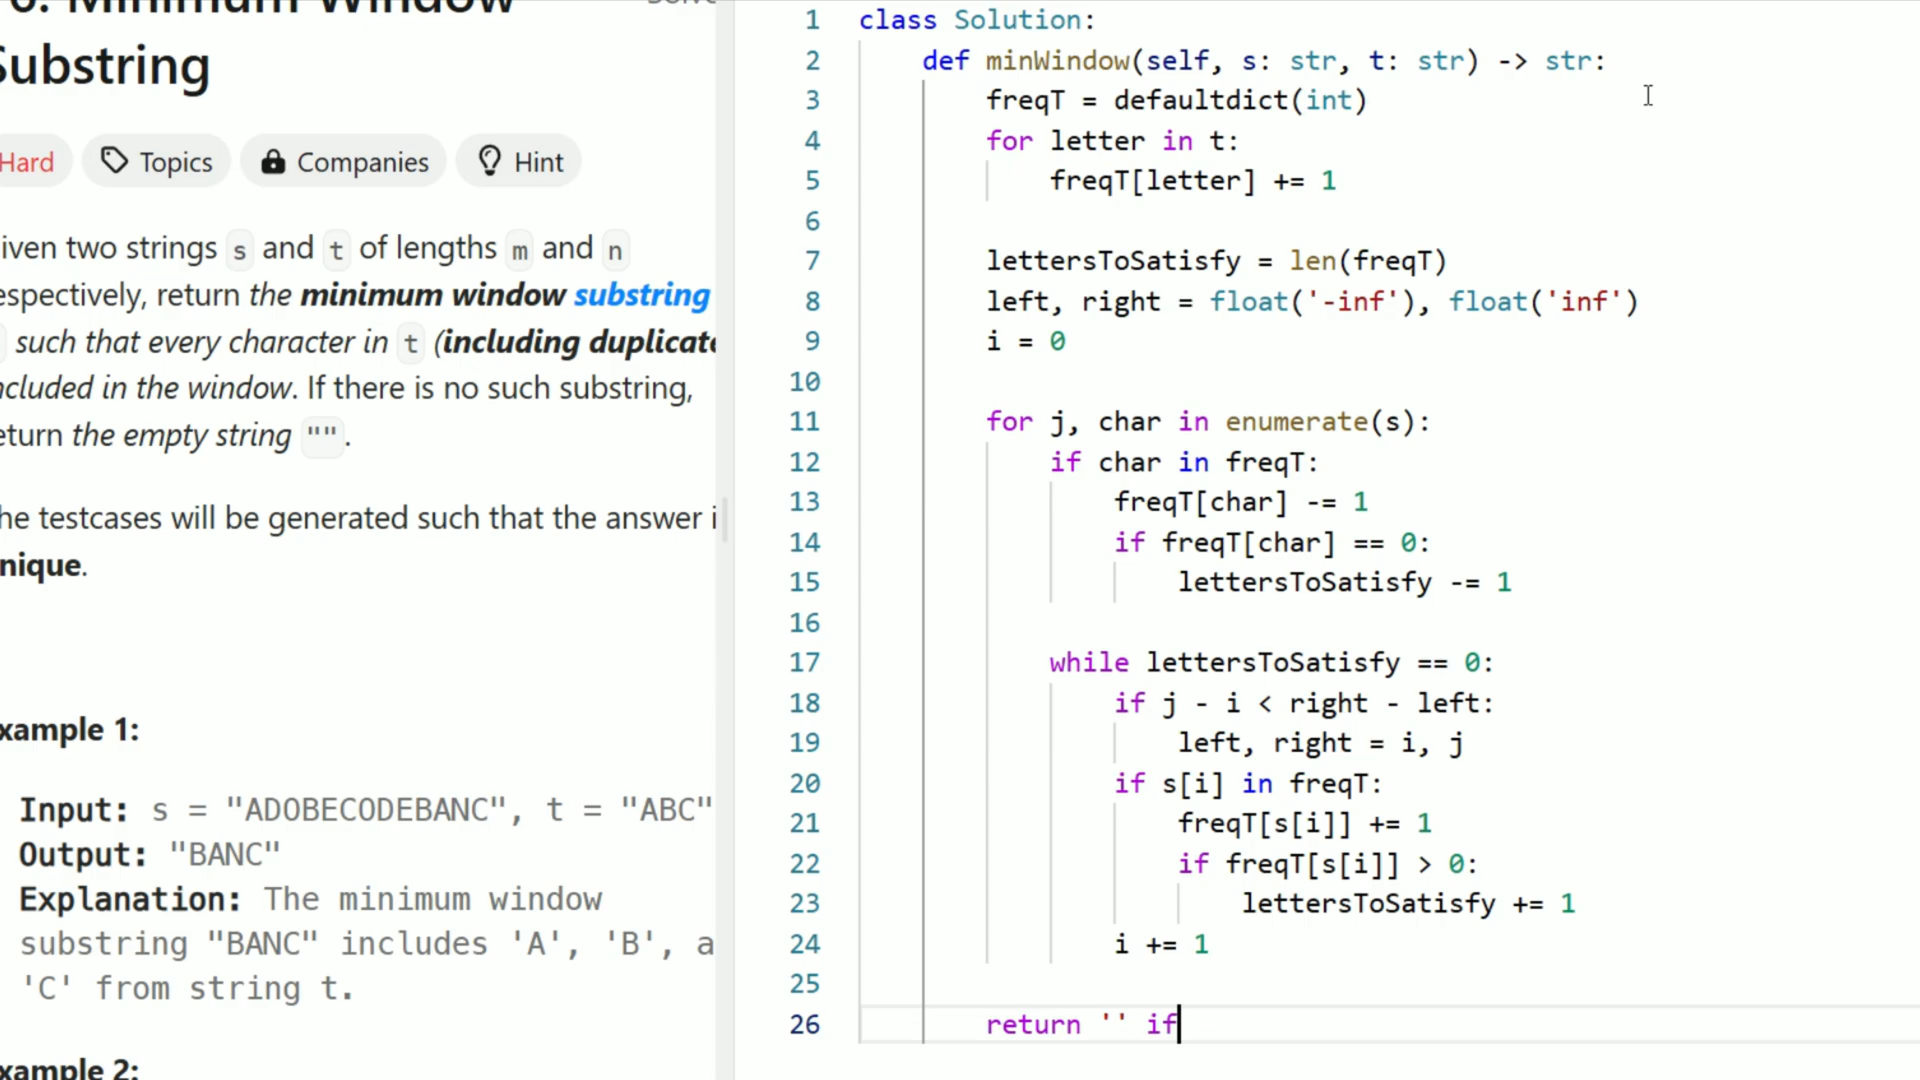 6. Minimum Window
Substring
Hard
Topics
Companies
Hint
iven two strings s and t of lengths m and n
espectively, return the minimum window substring
such that every character in t (including duplicate
ncluded in the window. If there is no such substring,
eturn the empty string "".
he testcases will be generated such that the answer i
nique.
xample 1:
Input: s = "ADOBECODEBANC", t = "ABC"
Output: "BANC"
Explanation: The minimum window
substring "BANC" includes 'A', 'B', a
'C' from string t.
xample 2:
1 class Solution:
2 def minWindow(self, s: str, t: str) -> str:
3 freqT = defaultdict(int)
4 for letter in t:
5 freqT[letter] += 1
6
7 lettersToSatisfy = len(freqT)
8 left, right = float('-inf'), float('inf')
9 i = 0
10
11 for j, char in enumerate(s):
12 if char in freqT:
13 freqT[char] -= 1
14 if freqT[char] == 0:
15 lettersToSatisfy -= 1
16
17 while lettersToSatisfy == 0:
18 if j - i < right - left:
19 left, right = i, j
20 if s[i] in freqT:
21 freqT[s[i]] += 1
22 if freqT[s[i]] > 0:
23 lettersToSatisfy += 1
24 i += 1
25
26 return '' if